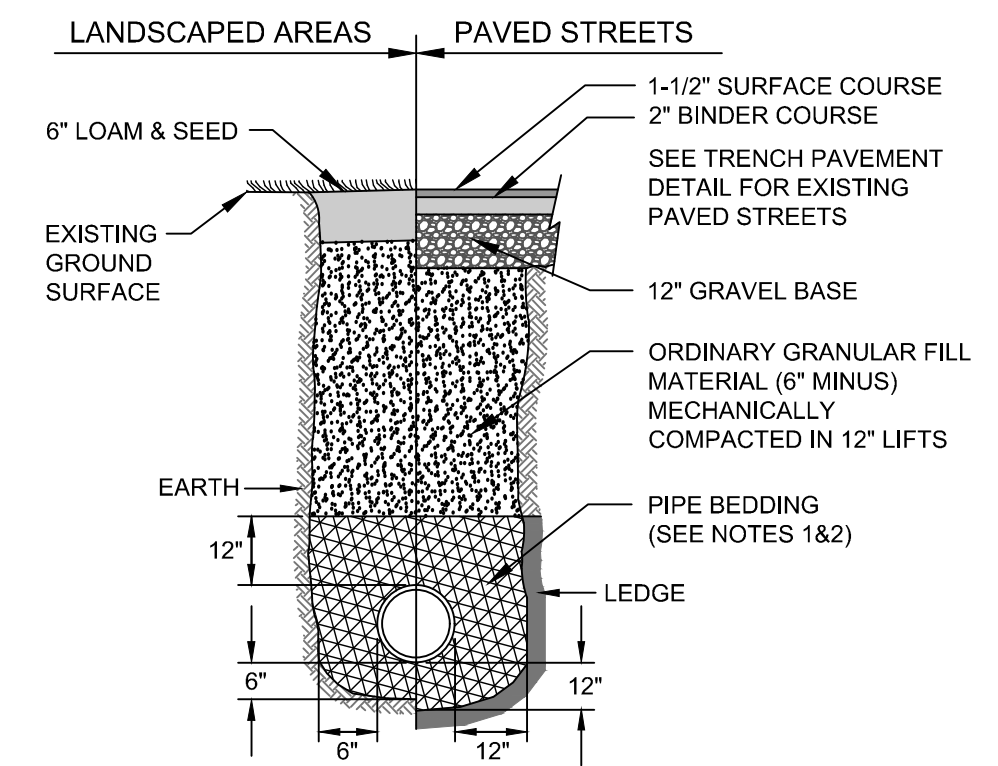 LANDSCAPED AREAS
PAVED STREETS
1-1/2" SURFACE COURSE
2" BINDER COURSE
6" LOAM & SEED
SEE TRENCH PAVEMENT
DETAIL FOR EXISTING
PAVED STREETS
EXISTING
GROUND
SURFACE
12" GRAVEL BASE
ORDINARY GRANULAR FILL
MATERIAL (6" MINUS)
MECHANICALLY
COMPACTED IN 12" LIFTS
EARTH
PIPE BEDDING
(SEE NOTES 1&2)
12"
LEDGE
6"
12"
6"
12"